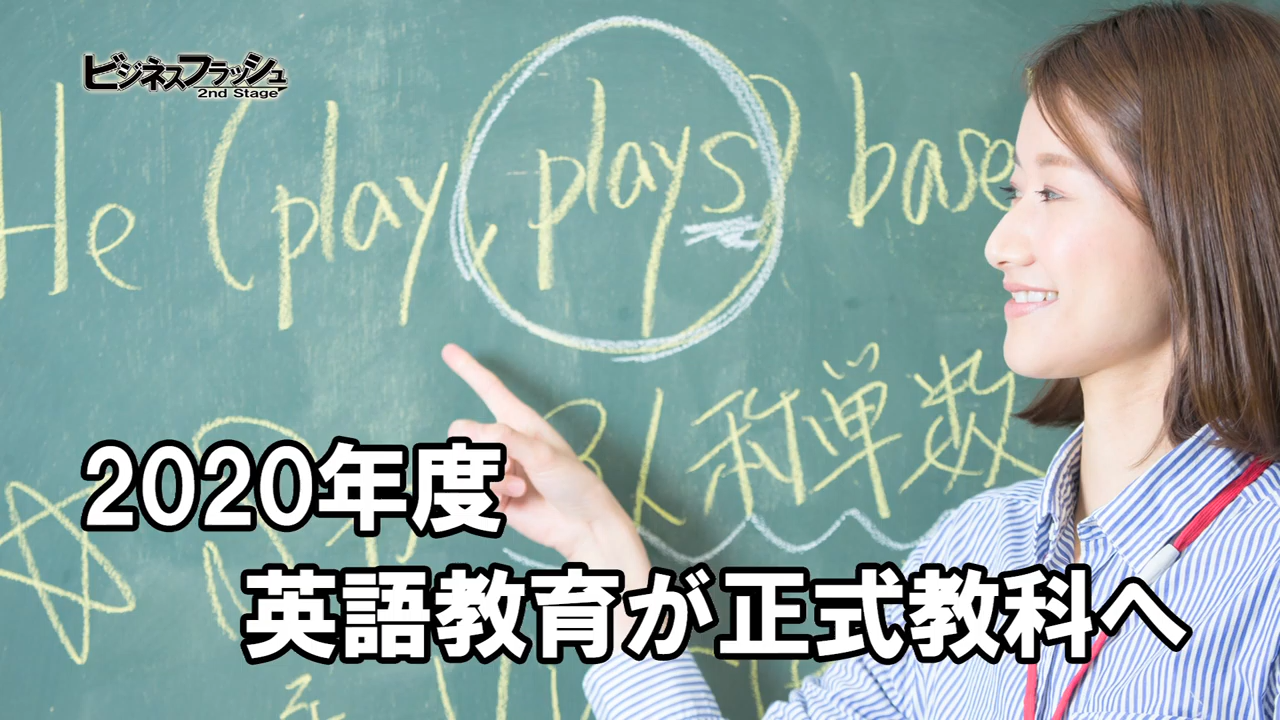 ビジネスフラッシュ
2nd Stage
He (play, plays) base
3人称単数
2020年度
英語教育が正式教科へ